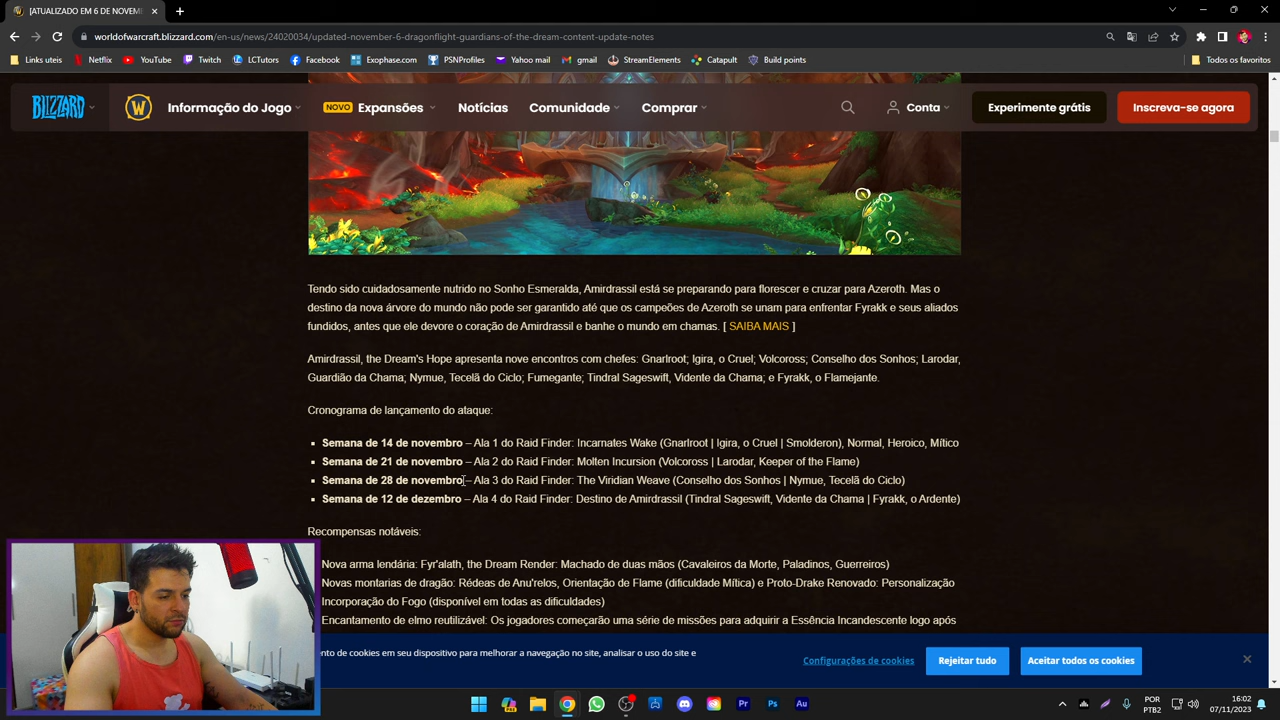 [ATUALIZADO EM 6 DE NOVEM
worldofwarcraft.blizzard.com/en-us/news/24020034/updated-november-6-dragonflight-guardians-of-the-dream-content-update-notes
Netflix
Youtube
Twitch
LCTutors
Facebook
Exophase.com
PSNProfiles
Yahoo mail
gmail
StreamElements
Cataputt
Build points
Todos os favoritos
BLIZZARD
W
Informação do Jogo
NOVO
Expansões
Notícias
Comunidade
Comprar
Conta
Experimente grátis
Inscreva-se agora
Tendo sido cuidadosamente nutrido no Sonho Esmeralda, Amirdrassil está se preparando para florescer e cruzar para Azeroth. Mas o
destino da nova árvore do mundo não pode ser garantido até que os campeões de Azeroth se unam para enfrentar Fyrakk e seus aliados
fundidos, antes que ele devore o coração de Amirdrassil e banhe o mundo em chamas. [ SAIBA MAIS ]
Amirdrassil, the Dream's Hope apresenta nove encontros com chefes: Gnarlroot; Igira, o Cruel; Volcoross; Conselho dos Sonhos; Larodar,
Guardião da Chama; Nymue, Tecelã do Ciclo; Fumegante; Tindral Sageswift, Vidente da Chama; e Fyrakk, o Flamejante.
Cronograma de lançamento do ataque:
▪ Semana de 14 de novembro – Ala 1 do Raid Finder: Incarnates Wake (Gnarlroot | Igira, o Cruel | Smolderon), Normal, Heroico, Mítico
▪ Semana de 21 de novembro – Ala 2 do Raid Finder: Molten Incursion (Volcoross | Larodar, Keeper of the Flame)
▪ Semana de 28 de novembro – Ala 3 do Raid Finder: The Viridian Weave (Conselho dos Sonhos | Nymue, Tecelã do Ciclo)
▪ Semana de 12 de dezembro – Ala 4 do Raid Finder: Destino de Amirdrassil (Tindral Sageswift, Vidente da Chama | Fyrakk, o Ardente)
Recompensas notáveis:
Nova arma lendária: Fyr'alath, the Dream Render: Machado de duas mãos (Cavaleiros da Morte, Paladinos, Guerreiros)
Novas montarias de dragão: Rédeas de Anu'relos, Orientação de Flame (dificuldade Mítica) e Proto-Drake Renovado: Personalização
Incorporação do Fogo (disponível em todas as dificuldades)
Encantamento de elmo reutilizável: Os jogadores começarão uma série de missões para adquirir a Essência Incandescente logo após
ento de cookies em seu dispositivo para melhorar a navegação no site, analisar o uso do site e
Configurações de cookies
Rejeitar tudo
Aceitar todos os cookies
POR
PTB2
16:02
07/11/2023